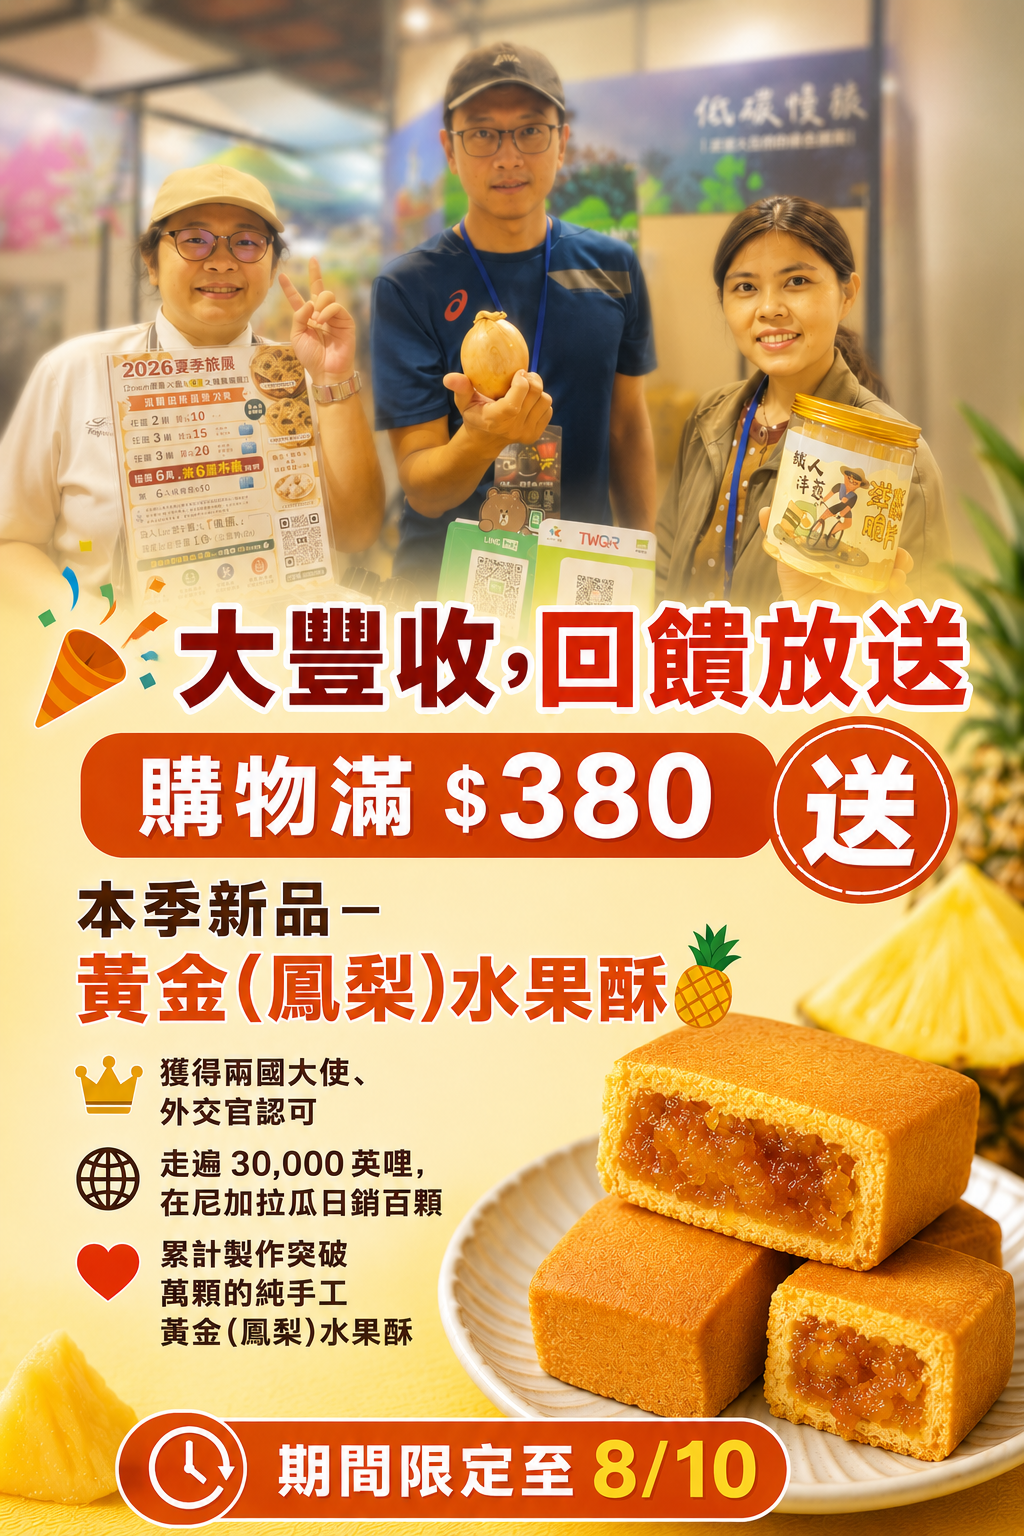 低碳慢旅
2026夏季旅展
LINE Pay
TWQR
職人
洋蔥
洋蔥
脆片
大豐收,回饋放送
購物滿 $380 送
本季新品－
黃金(鳳梨)水果酥
獲得兩國大使、
外交官認可
走遍 30,000 英哩,
在尼加拉瓜日銷百顆
累計製作突破
萬顆的純手工
黃金(鳳梨)水果酥
期間限定至 8/10